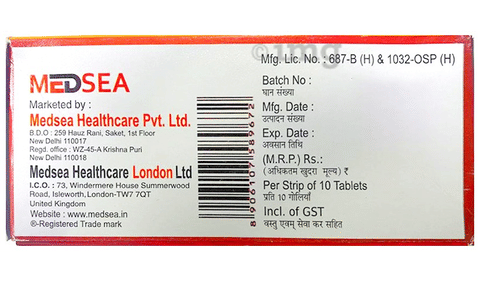 MEDSEA
Marketed by :
Medsea Healthcare Pvt. Ltd.
B.D.O : 259 Hauz Rani, Saket, 1st Floor
New Delhi 110017
Regd. office : WZ-45-A Krishna Puri
New Delhi 110018
Medsea Healthcare London Ltd
I.C.O. : 73, Windermere House Summerwood
Road, Isleworth,London-TW7 7QT
United Kingdom
Website : www.medsea.in
®-Registered Trade mark
8906107589672
1mg
Mfg. Lic. No. : 687-B (H) & 1032-OSP (H)
Batch No :
घान संख्या
Mfg. Date :
उत्पादन संख्या
Exp. Date :
अवसान तिथि
(M.R.P.) Rs.:
(अधिकतम खुदरा मूल्य) ₹
Per Strip of 10 Tablets
प्रति 10 गोलियाँ
Incl. of GST
वस्तु एवम् सेवा कर सहित